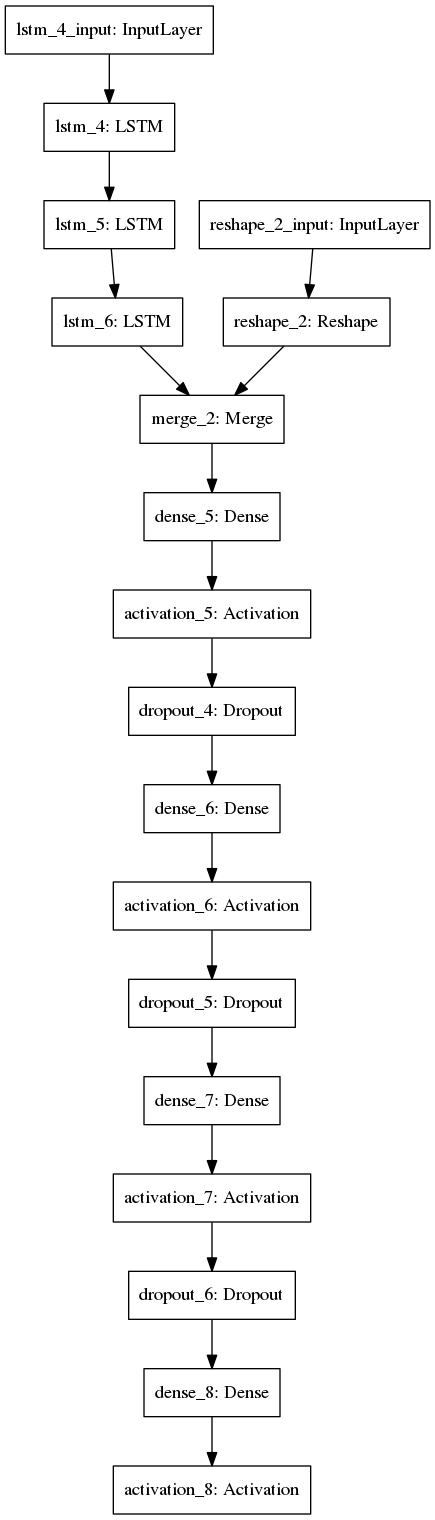 lstm_4_input: InputLayer
lstm_4: LSTM
lstm_5: LSTM
reshape_2_input: InputLayer
lstm_6: LSTM
reshape_2: Reshape
merge_2: Merge
dense_5: Dense
activation_5: Activation
dropout_4: Dropout
dense_6: Dense
activation_6: Activation
dropout_5: Dropout
dense_7: Dense
activation_7: Activation
dropout_6: Dropout
dense_8: Dense
activation_8: Activation